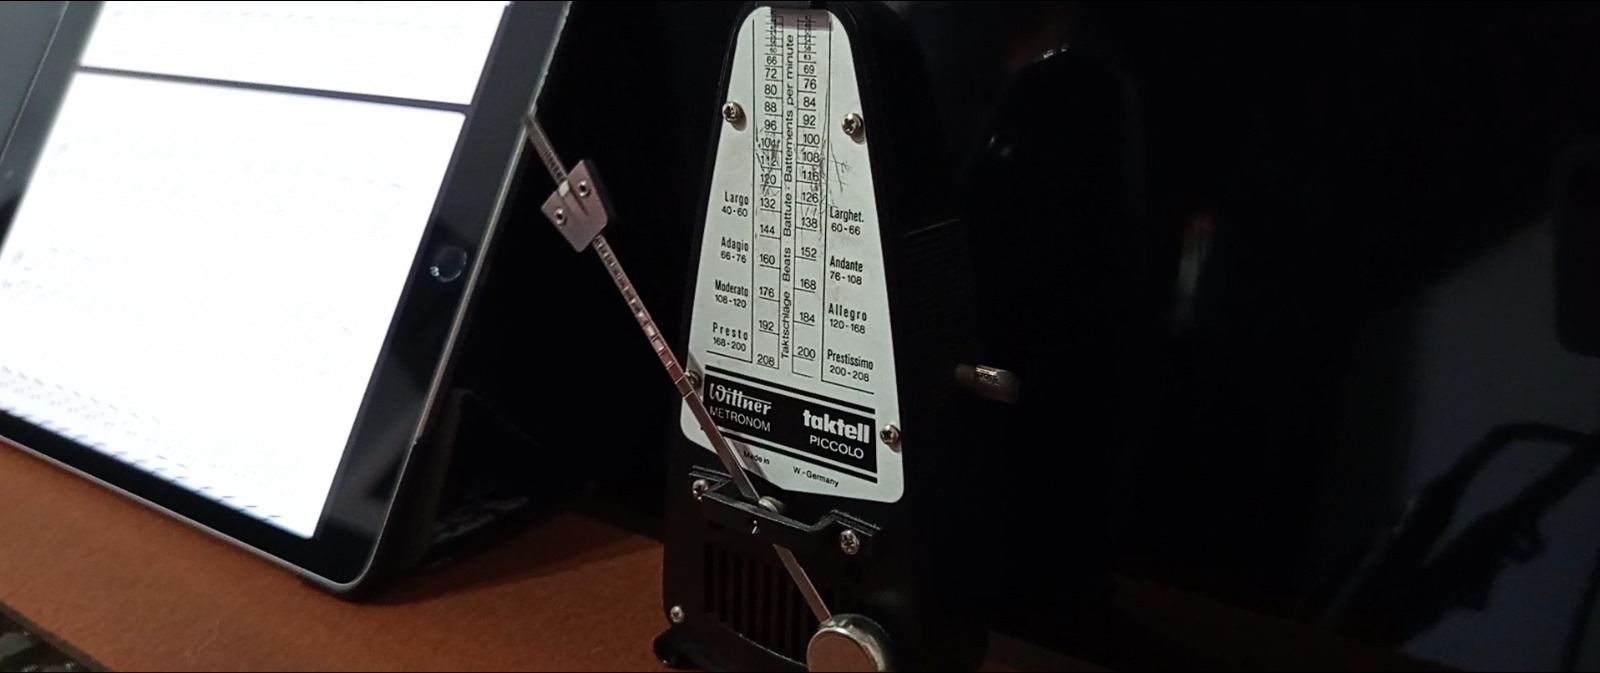 66
69
72
76
80
84
88
92
96
100
104
108
112
116
120
126
132
138
144
152
160
168
176
184
192
200
208
Taktschläge · Beats · Battute · Battements per minute
Largo
40-60
Larghet.
60-66
Adagio
66-76
Andante
76-108
Moderato
108-120
Allegro
120-168
Presto
168-200
Prestissimo
200-208
Wittner
METRONOM
taktell
PICCOLO
Made in W.-Germany